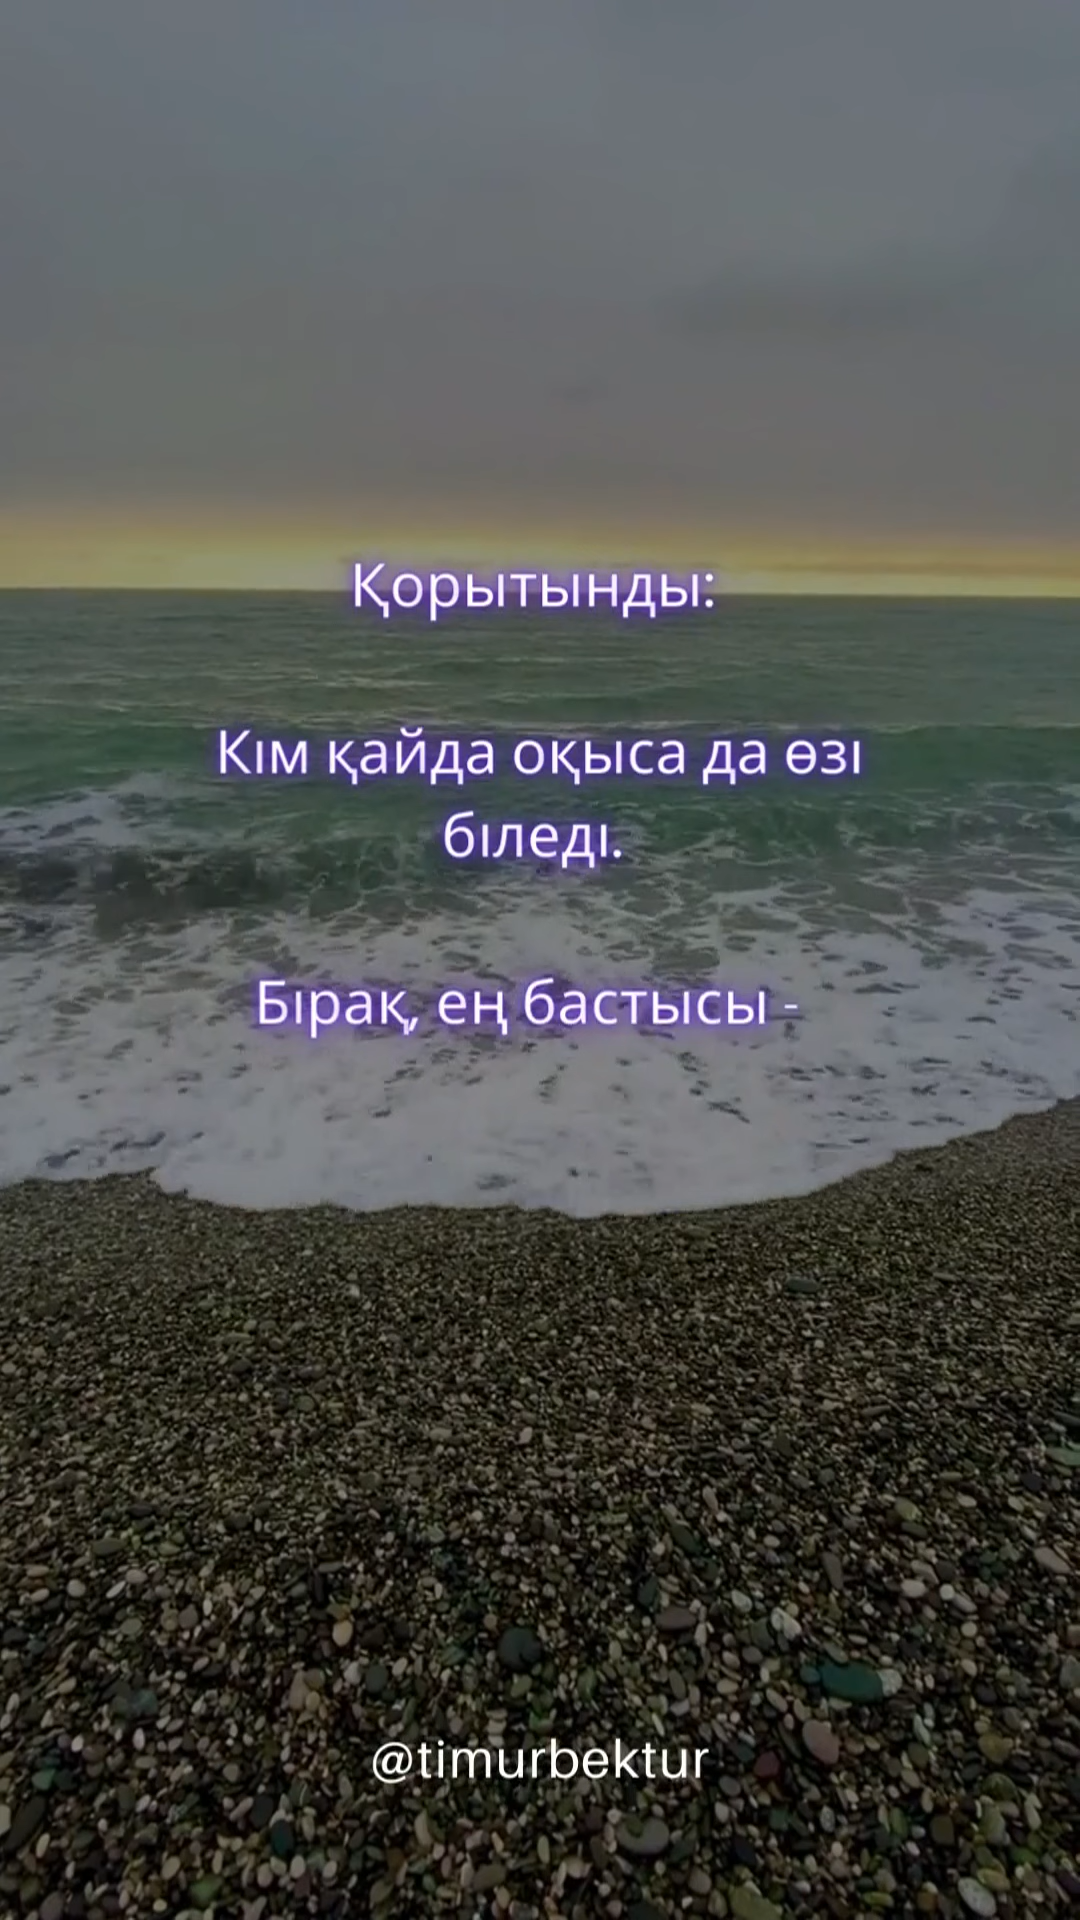 Қорытынды:
Кім қайда оқыса да өзі
біледі.
Бірақ, ең бастысы -
@timurbektur